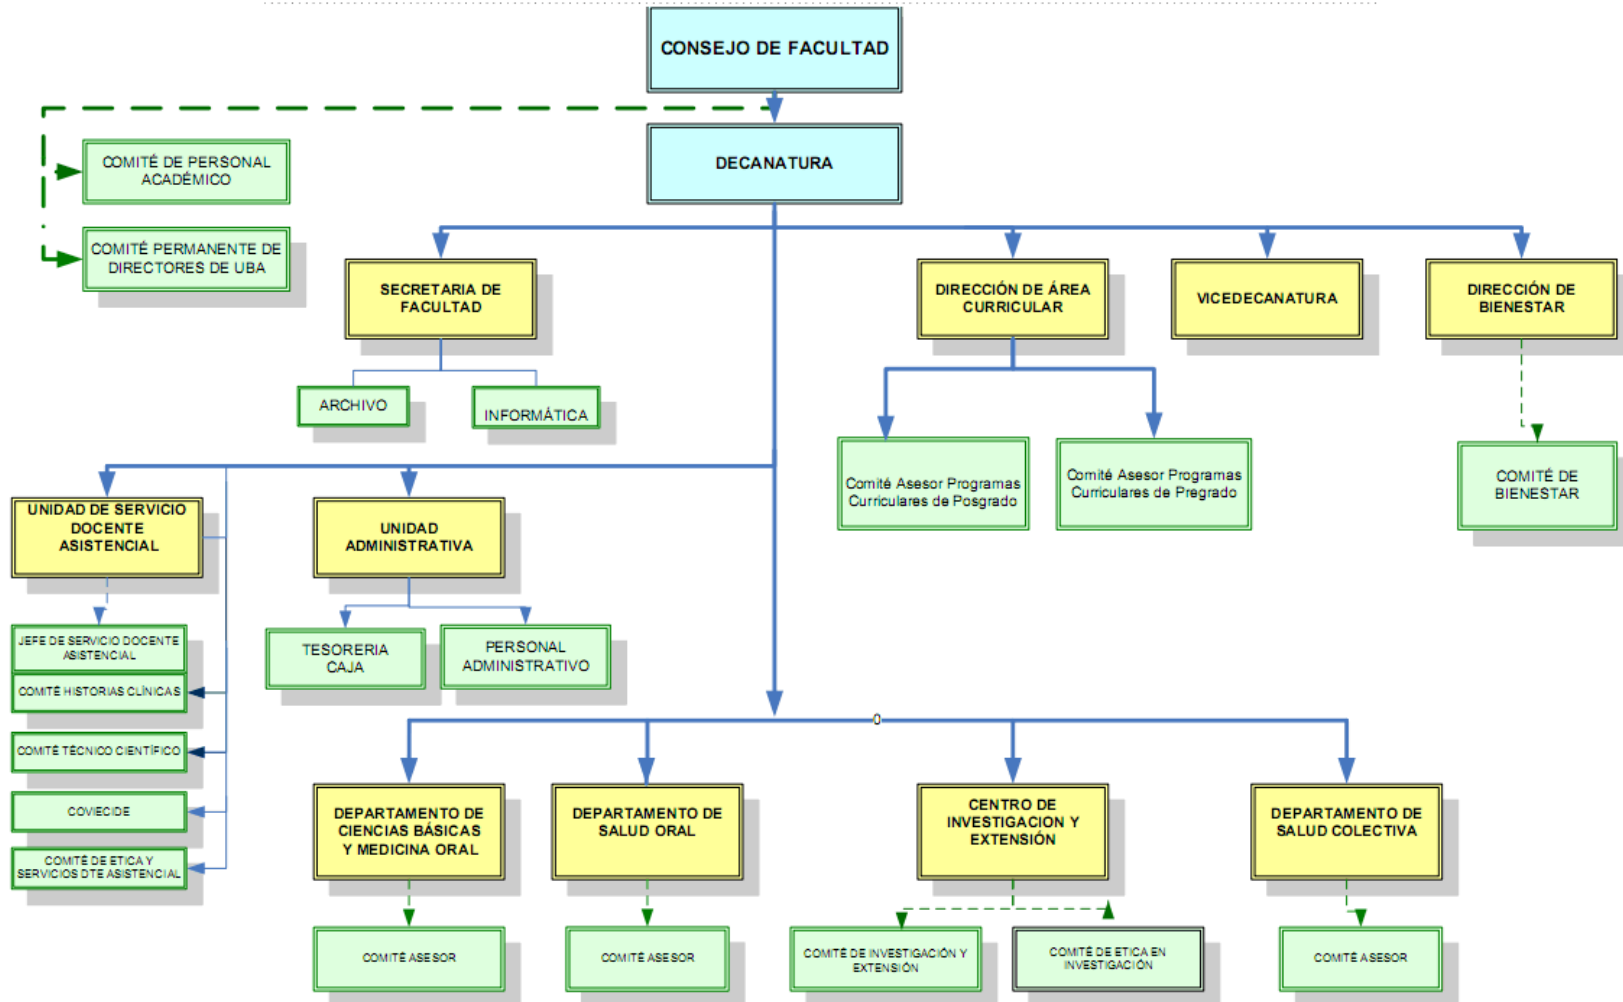 CONSEJO DE FACULTAD
DECANATURA
COMITÉ DE PERSONAL
ACADÉMICO
COMITÉ PERMANENTE DE
DIRECTORES DE UBA
SECRETARIA DE
FACULTAD
DIRECCIÓN DE ÁREA
CURRICULAR
VICEDECANATURA
DIRECCIÓN DE
BIENESTAR
ARCHIVO
INFORMÁTICA
Comité Asesor Programas
Curriculares de Posgrado
Comité Asesor Programas
Curriculares de Pregrado
COMITÉ DE
BIENESTAR
UNIDAD DE SERVICIO
DOCENTE
ASISTENCIAL
UNIDAD
ADMINISTRATIVA
JEFE DE SERVICIO DOCENTE
ASISTENCIAL
COMITÉ HISTORIAS CLÍNICAS
COMITÉ TÉCNICO CIENTÍFICO
COVIECIDE
COMITÉ DE ETICA Y
SERVICIOS DTE ASISTENCIAL
TESORERIA
CAJA
PERSONAL
ADMINISTRATIVO
0
DEPARTAMENTO DE
CIENCIAS BÁSICAS
Y MEDICINA ORAL
DEPARTAMENTO DE
SALUD ORAL
CENTRO DE
INVESTIGACION Y
EXTENSIÓN
DEPARTAMENTO DE
SALUD COLECTIVA
COMITÉ ASESOR
COMITÉ ASESOR
COMITÉ DE INVESTIGACIÓN Y
EXTENSIÓN
COMITÉ DE ETICA EN
INVESTIGACIÓN
COMITÉ ASESOR